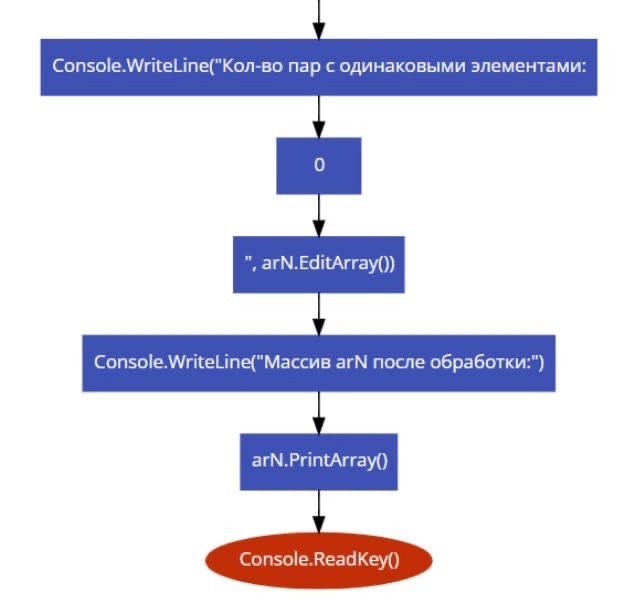 Console.WriteLine("Кол-во пар с одинаковыми элементами:
0
", arN.EditArray())
Console.WriteLine("Массив arN после обработки:")
arN.PrintArray()
Console.ReadKey()